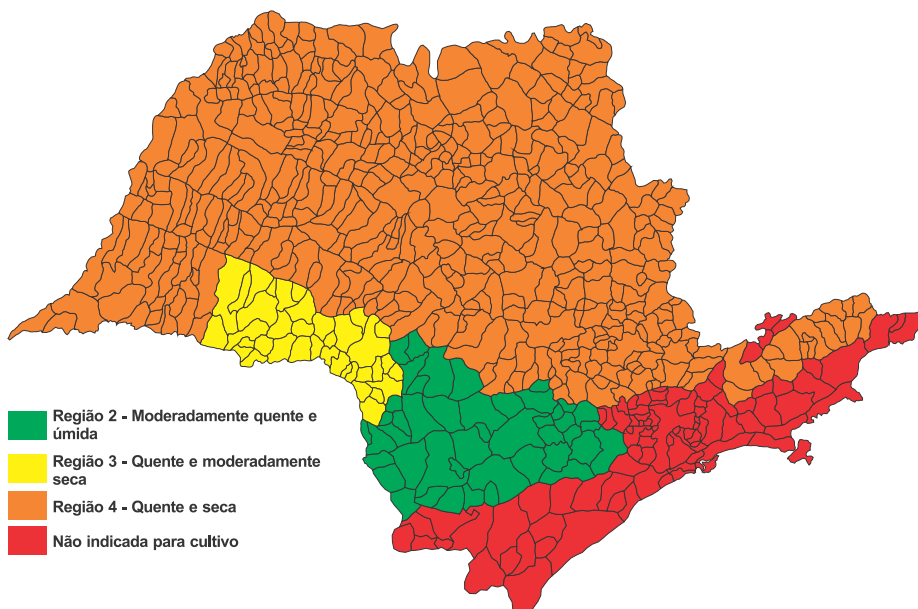 Região 2 - Moderadamente quente e
úmida
Região 3 - Quente e moderadamente
seca
Região 4 - Quente e seca
Não indicada para cultivo